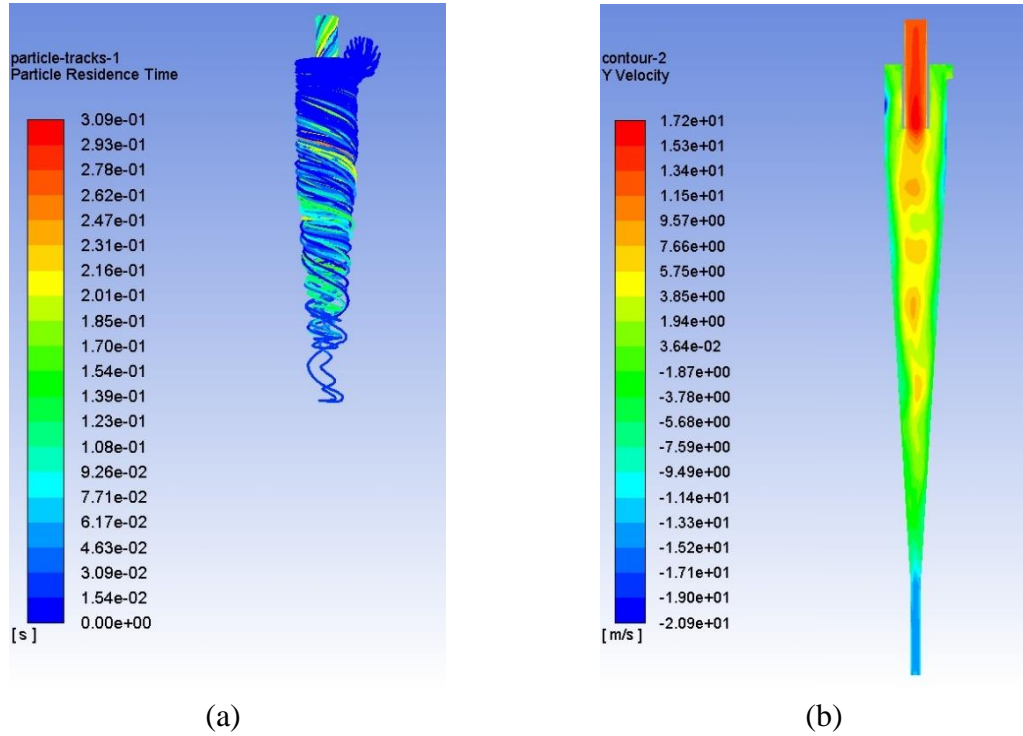 particle-tracks-1
Particle Residence Time
3.09e-01
2.93e-01
2.78e-01
2.62e-01
2.47e-01
2.31e-01
2.16e-01
2.01e-01
1.85e-01
1.70e-01
1.54e-01
1.39e-01
1.23e-01
1.08e-01
9.26e-02
7.71e-02
6.17e-02
4.63e-02
3.09e-02
1.54e-02
0.00e+00
[ s ]
(a)
contour-2
Y Velocity
1.72e+01
1.53e+01
1.34e+01
1.15e+01
9.57e+00
7.66e+00
5.75e+00
3.85e+00
1.94e+00
3.64e-02
-1.87e+00
-3.78e+00
-5.68e+00
-7.59e+00
-9.49e+00
-1.14e+01
-1.33e+01
-1.52e+01
-1.71e+01
-1.90e+01
-2.09e+01
[ m/s ]
(b)